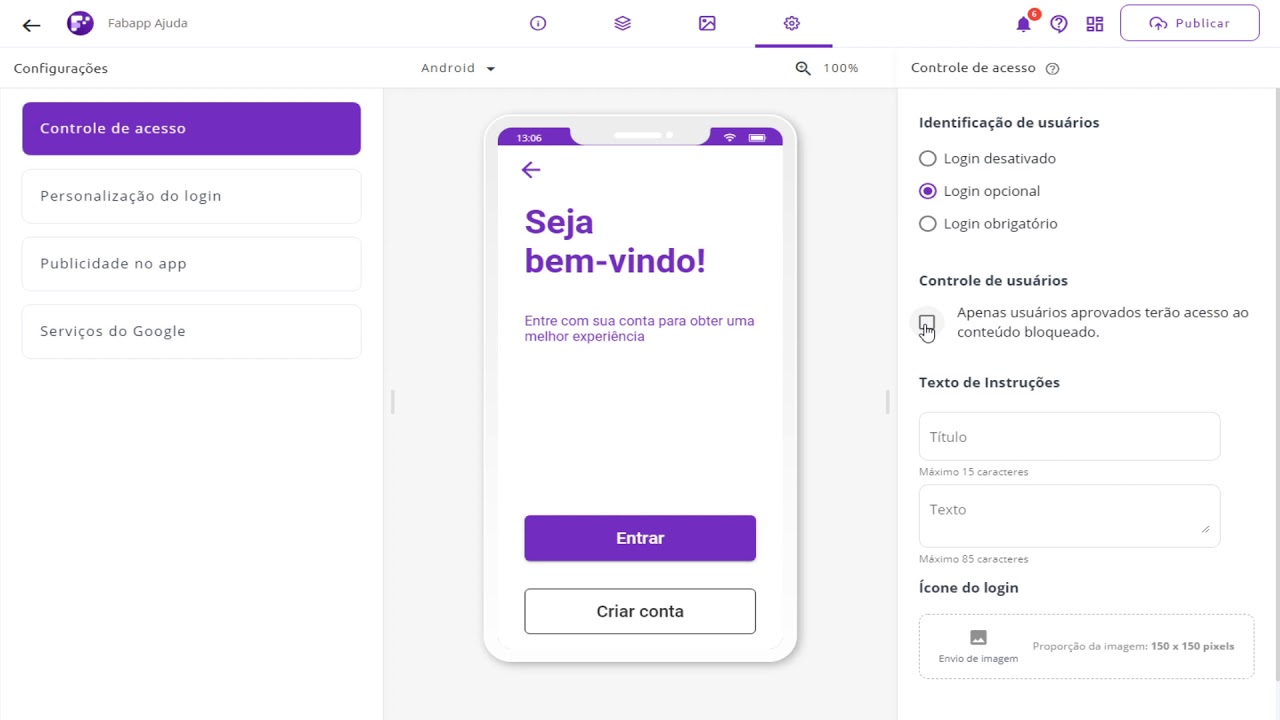 Fabapp Ajuda
6
Publicar
Configurações
Android
100%
Controle de acesso
Controle de acesso
Personalização do login
Publicidade no app
Serviços do Google
13:06
Seja
bem-vindo!
Entre com sua conta para obter uma
melhor experiência
Entrar
Criar conta
Identificação de usuários
Login desativado
Login opcional
Login obrigatório
Controle de usuários
Apenas usuários aprovados terão acesso ao
conteúdo bloqueado.
Texto de Instruções
Título
Máximo 15 caracteres
Texto
Máximo 85 caracteres
Ícone do login
Envio de imagem
Proporção da imagem: 150 x 150 pixels